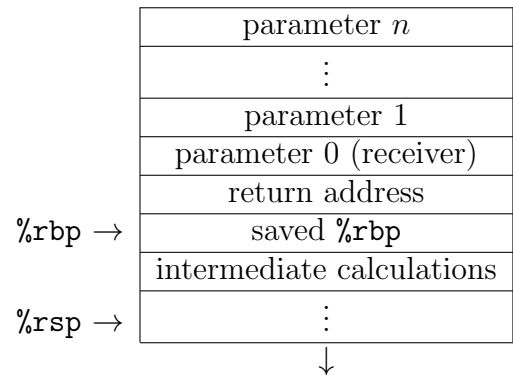 parameter n
⋮
parameter 1
parameter 0 (receiver)
return address
%rbp → saved %rbp
intermediate calculations
%rsp → ⋮
↓